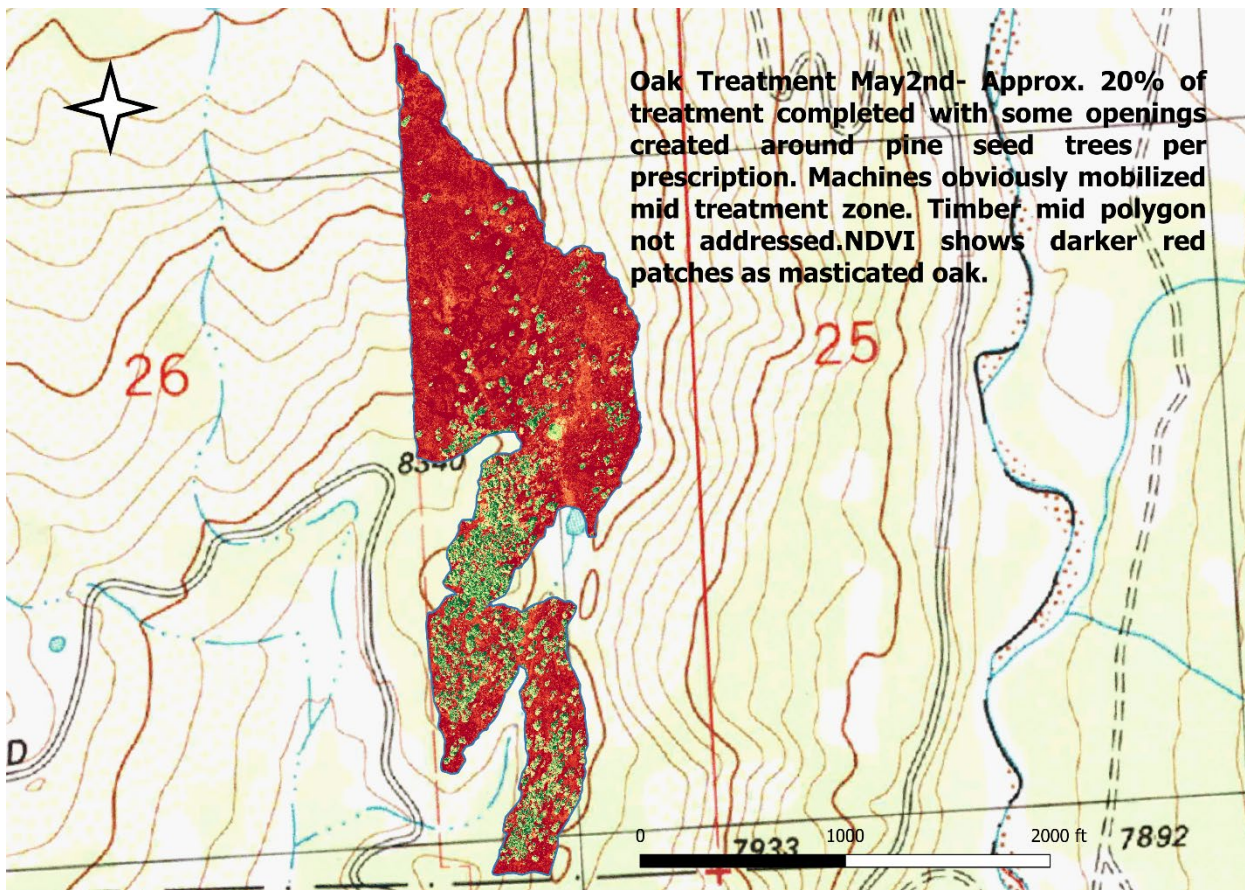 Oak Treatment May2nd- Approx. 20% of
treatment completed with some openings
created around pine seed trees per
prescription. Machines obviously mobilized
mid treatment zone. Timber mid polygon
not addressed.NDVI shows darker red
patches as masticated oak.
26
25
8340
D
0 1000 2000 ft
7933
7892